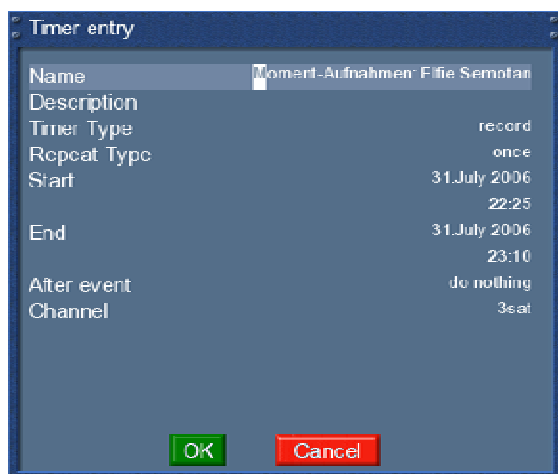 Timer entry
Name Moment-Aufnahmen: Elfie Semotan
Description
Timer Type record
Repeat Type once
Start 31.July 2006
22:25
End 31.July 2006
23:10
After event do nothing
Channel 3sat
OK Cancel